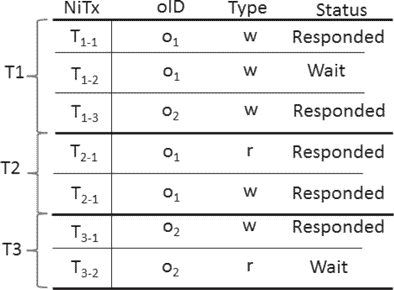 NiTx oID Type Status
T1-1 o1 w Responded
T1 T1-2 o1 w Wait
T1-3 o2 w Responded
T2-1 o1 r Responded
T2
T2-1 o1 w Responded
T3-1 o2 w Responded
T3
T3-2 o2 r Wait